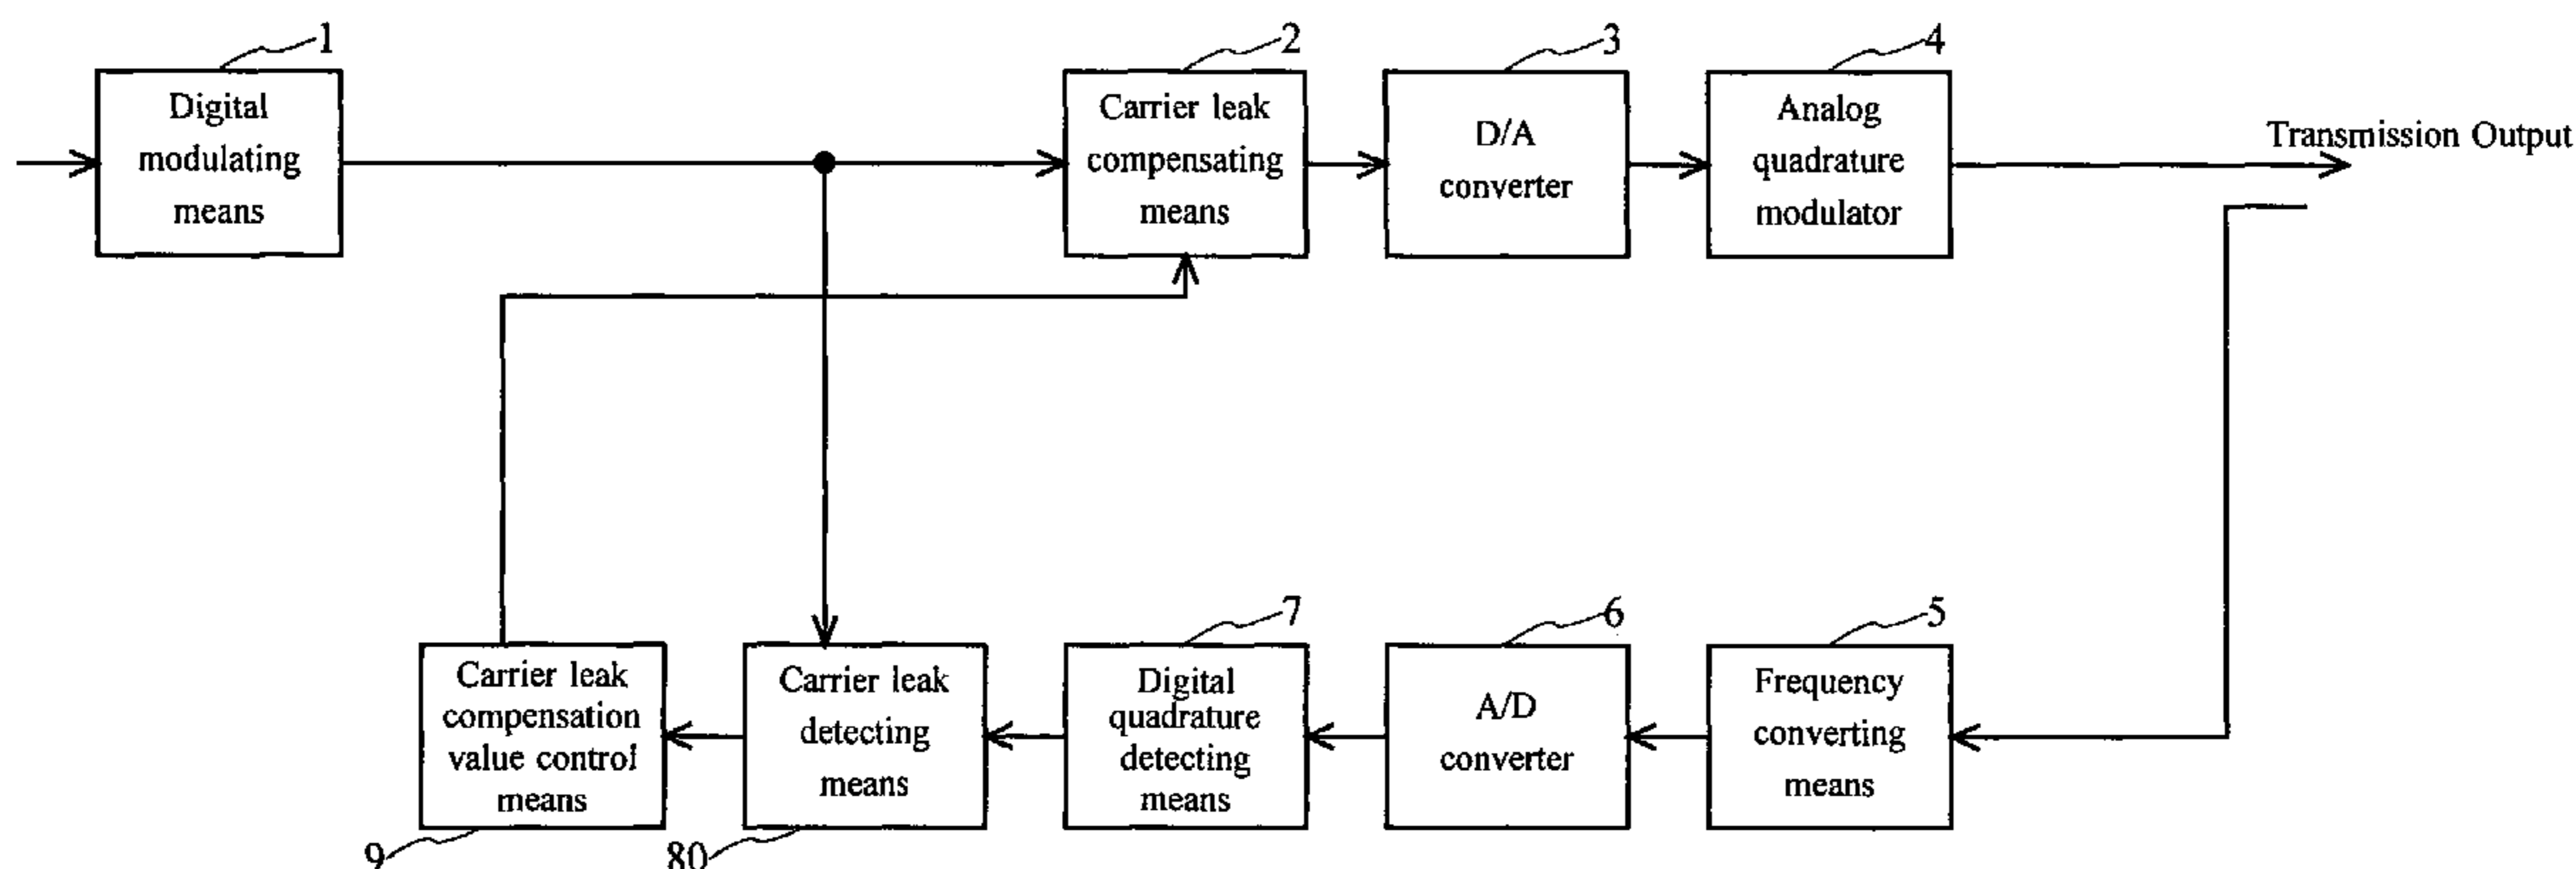 1
2
3
4
Digital
modulating
means
Carrier leak
compensating
means
D/A
converter
Analog
quadrature
modulator
Transmission Output
7
6
5
Carrier leak
compensation
value control
means
Carrier leak
detecting
means
Digital
quadrature
detecting
means
A/D
converter
Frequency
converting
means
9
80